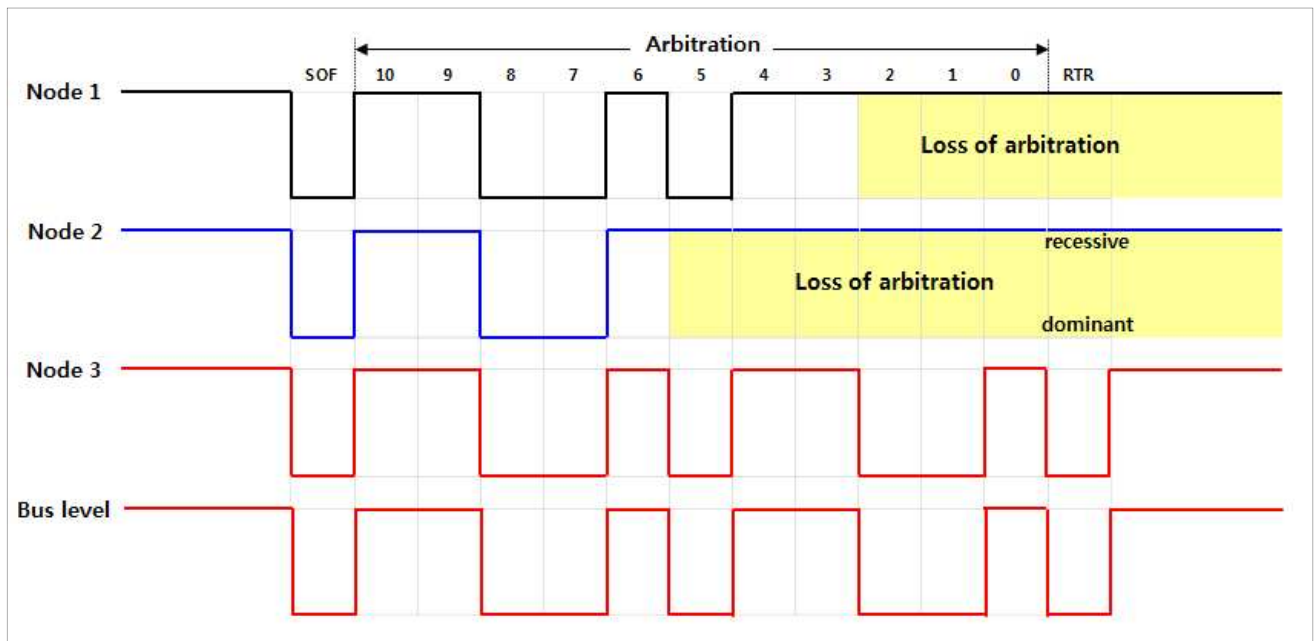 Arbitration
SOF 10 9 8 7 6 5 4 3 2 1 0 RTR
Node 1
Loss of arbitration
Node 2
recessive
Loss of arbitration
dominant
Node 3
Bus level